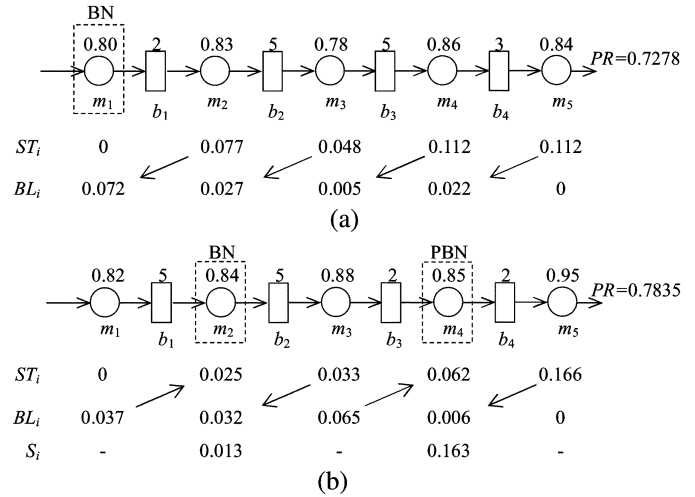 BN
0.80 2 0.83 5 0.78 5 0.86 3 0.84
PR=0.7278
m1 b1 m2 b2 m3 b3 m4 b4 m5
STi 0 0.077 0.048 0.112 0.112
BLi 0.072 0.027 0.005 0.022 0
(a)
BN PBN
0.82 5 0.84 5 0.88 2 0.85 2 0.95
PR=0.7835
m1 b1 m2 b2 m3 b3 m4 b4 m5
STi 0 0.025 0.033 0.062 0.166
BLi 0.037 0.032 0.065 0.006 0
Si - 0.013 - 0.163 -
(b)